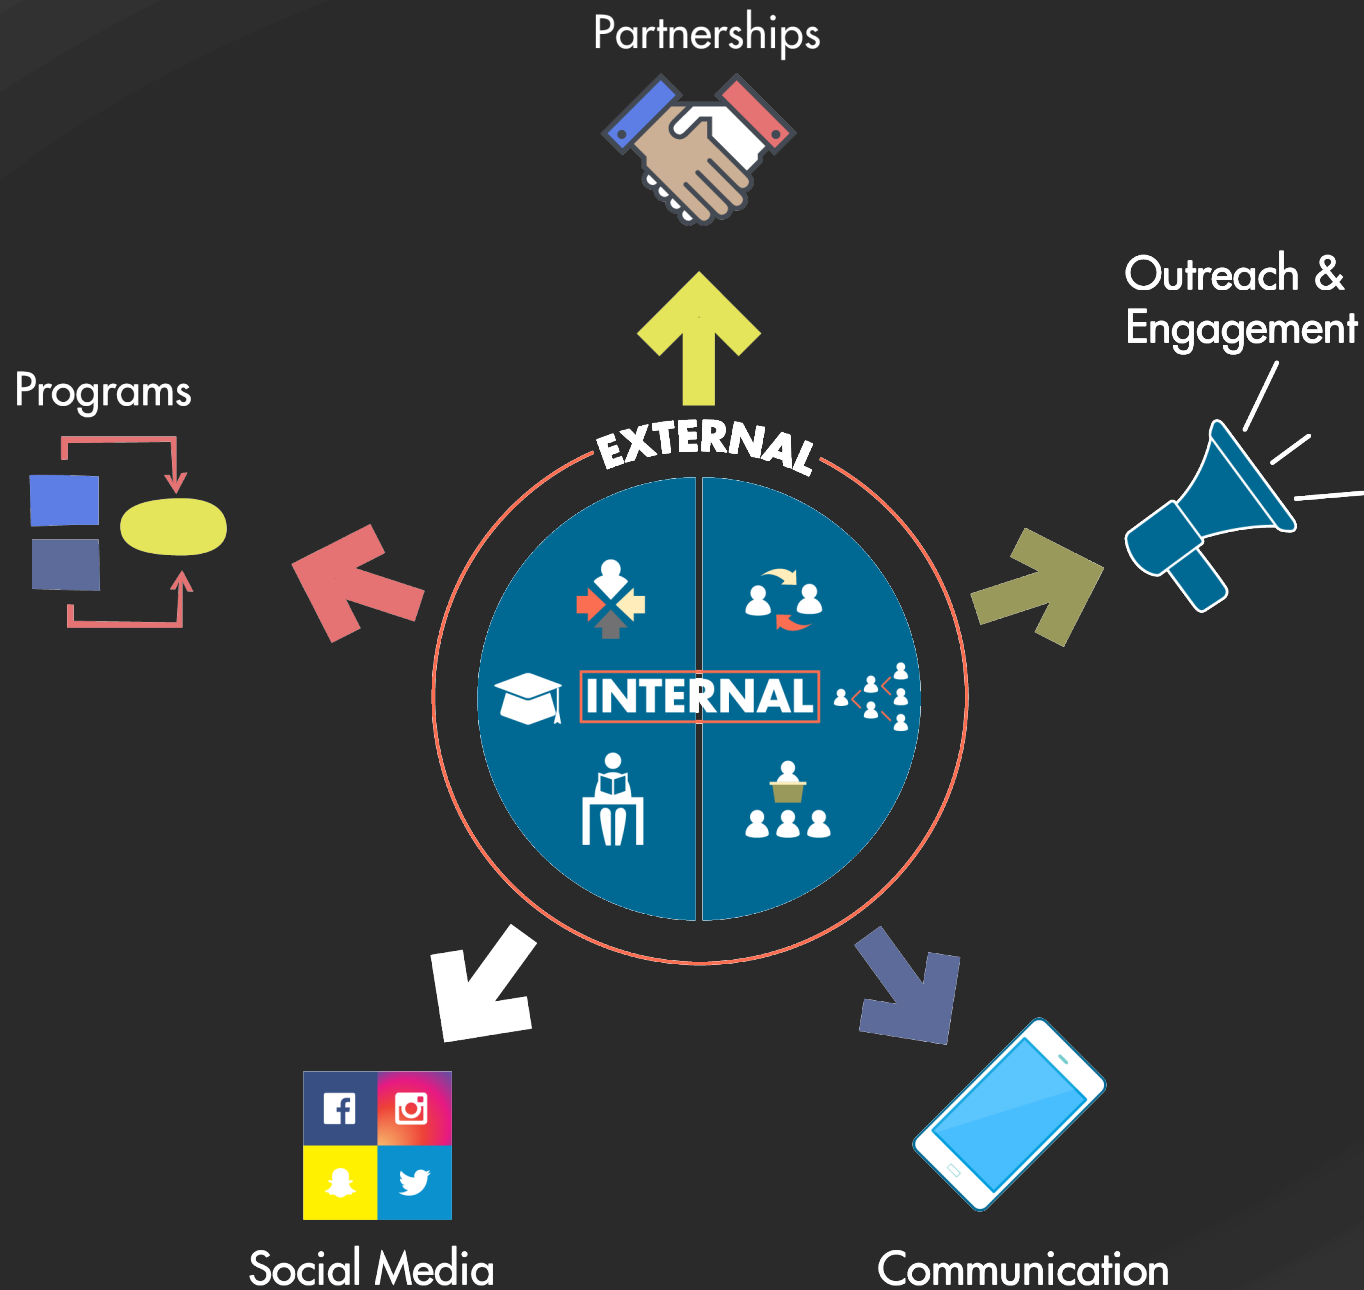 Partnerships
Outreach &
Engagement
Programs
EXTERNAL
INTERNAL
Social Media
Communication